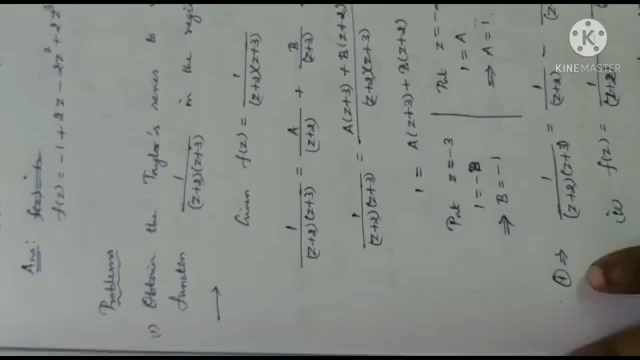 Ans: f(z) =
f(z) = -1 + 2z - 2z² + 2z³
Problems
(1) Obtain the Taylor's series to
function 1/((z+2)(z+3)) in the regi
→
Given f(z) = 1/((z+2)(z+3))
1/((z+2)(z+3)) = A/(z+2) + B/(z+3)
1/((z+2)(z+3)) = (A(z+3) + B(z+2))/((z+2)(z+3))
1 = A(z+3) + B(z+2)
Put z = -3
1 = -B
⇒ B = -1
Put z = -
1 = A
⇒ A = 1
① ⇒ 1/((z+2)(z+3)) = 1/(z+2) -
f(z) = 1/(z+2)
KINEMASTER